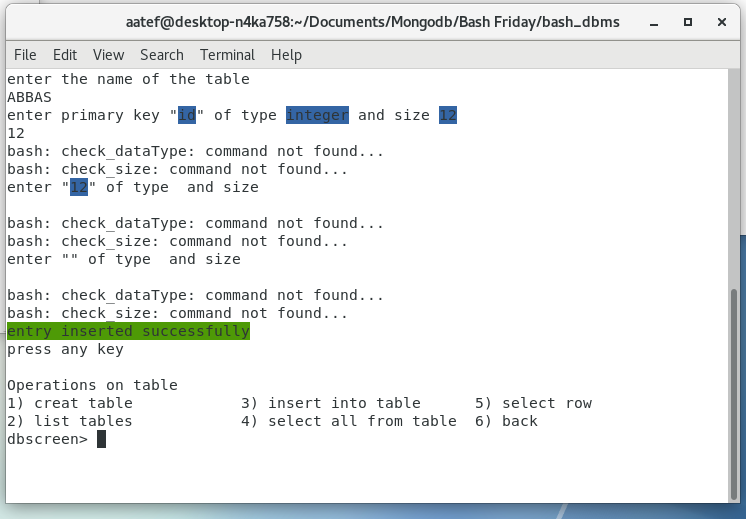 aatef@desktop-n4ka758:~/Documents/Mongodb/Bash Friday/bash_dbms
File Edit View Search Terminal Help
enter the name of the table
ABBAS
enter primary key "id" of type integer and size 12
12
bash: check_dataType: command not found...
bash: check_size: command not found...
enter "12" of type  and size
bash: check_dataType: command not found...
bash: check_size: command not found...
enter "" of type  and size
bash: check_dataType: command not found...
bash: check_size: command not found...
entry inserted successfully
press any key
Operations on table
1) creat table 3) insert into table 5) select row
2) list tables 4) select all from table 6) back
dbscreen>